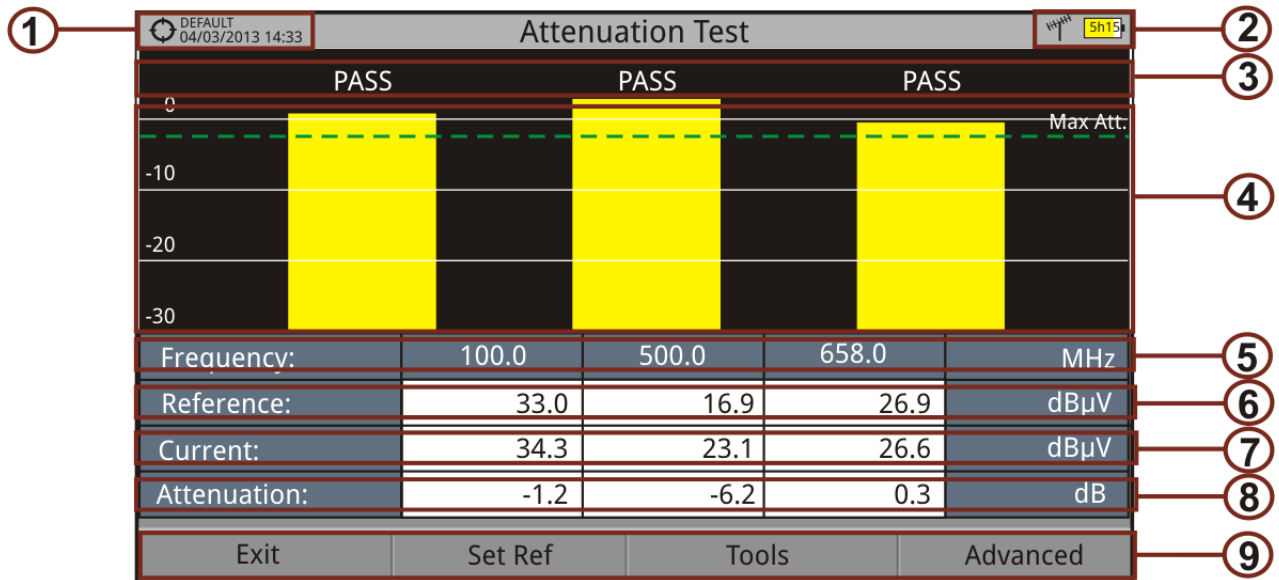 1
DEFAULT
04/03/2013 14:33
Attenuation Test
5h15
2
PASS PASS PASS
3
0
Max Att.
-10
4
-20
-30
Frequency: 100.0 500.0 658.0 MHz
5
Reference: 33.0 16.9 26.9 dBµV
6
Current: 34.3 23.1 26.6 dBµV
7
Attenuation: -1.2 -6.2 0.3 dB
8
Exit Set Ref Tools Advanced
9